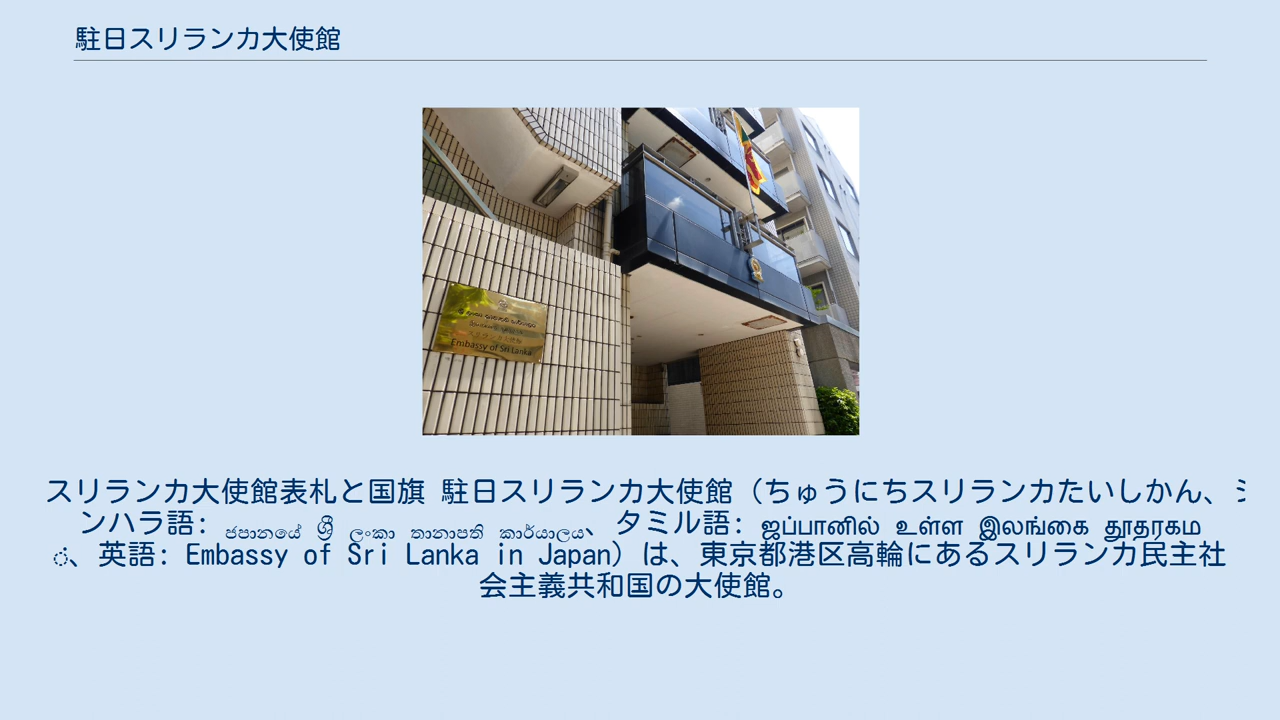 駐日スリランカ大使館
Embassy of Sri Lanka
スリランカ大使館表札と国旗 駐日スリランカ大使館（ちゅうにちスリランカたいしかん、シ
ンハラ語: ජපානයේ ශ්‍රී ලංකා තානාපති කාර්යාලය、タミル語: ஜப்பானில் உள்ள இலங்கை தூதரகம
்、英語: Embassy of Sri Lanka in Japan）は、東京都港区高輪にあるスリランカ民主社
会主義共和国の大使館。